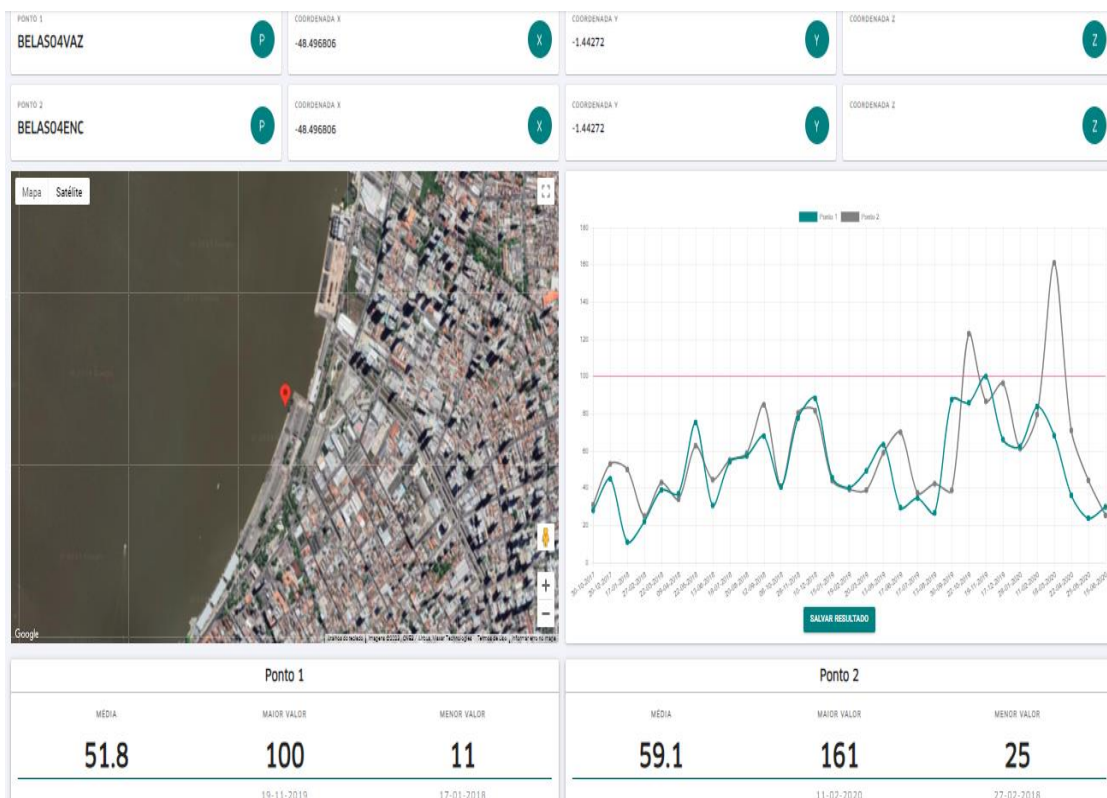 PONTO 1
BELAS04VAZ
P
COORDENADA X
-48.496806
X
COORDENADA Y
-1.44272
Y
COORDENADA Z
Z
PONTO 2
BELAS04ENC
P
COORDENADA X
-48.496806
X
COORDENADA Y
-1.44272
Y
COORDENADA Z
Z
Mapa Satélite
Google
+
−
Ponto 1 Ponto 2
180
160
140
120
100
80
60
40
20
0
SALVAR RESULTADO
Ponto 1
MÉDIA MAIOR VALOR MENOR VALOR
51.8 100 11
19-11-2019 17-01-2018
Ponto 2
MÉDIA MAIOR VALOR MENOR VALOR
59.1 161 25
11-02-2020 27-02-2018